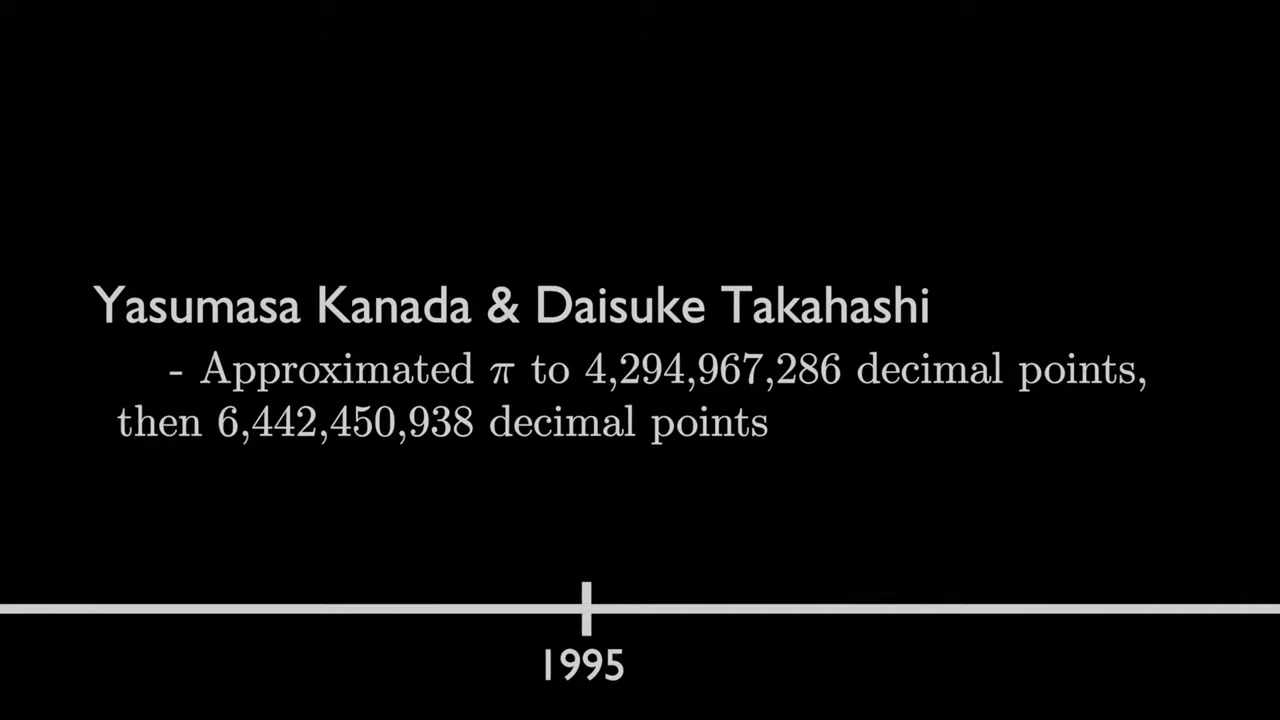 Yasumasa Kanada & Daisuke Takahashi
- Approximated π to 4,294,967,286 decimal points,
then 6,442,450,938 decimal points
1995